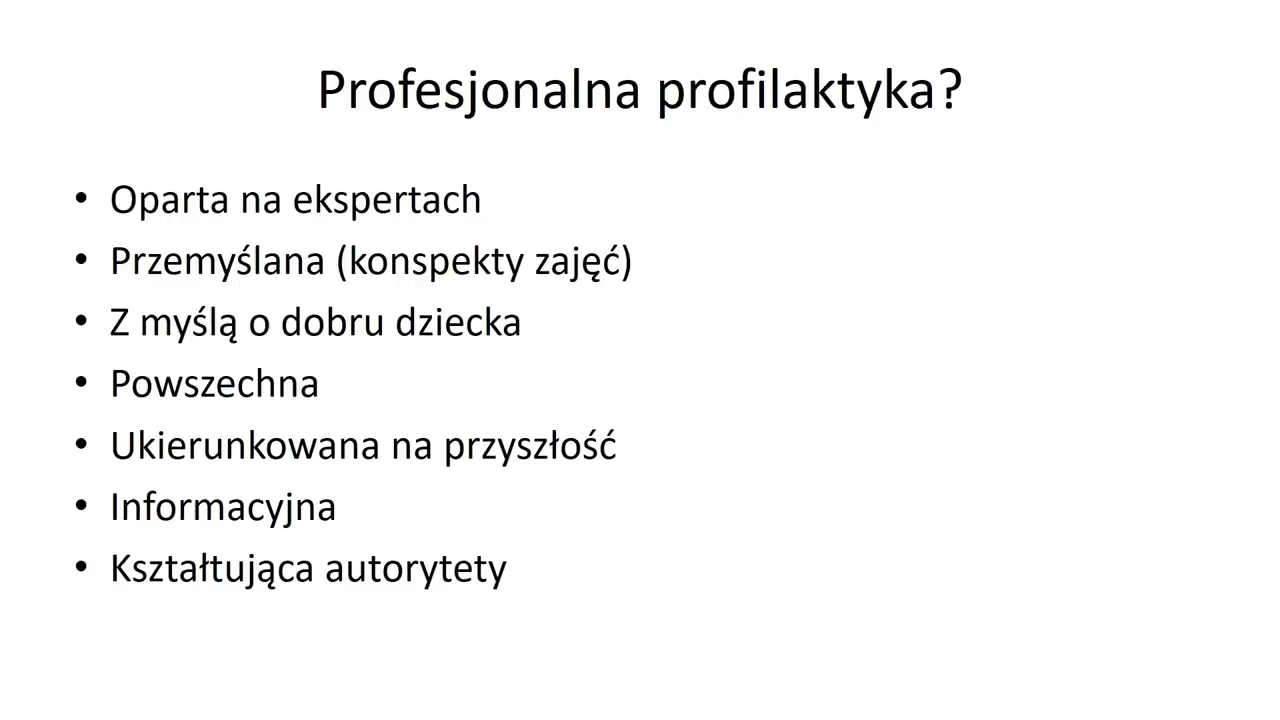 Profesjonalna profilaktyka?
• Oparta na ekspertach
• Przemyślana (konspekty zajęć)
• Z myślą o dobru dziecka
• Powszechna
• Ukierunkowana na przyszłość
• Informacyjna
• Kształtująca autorytety